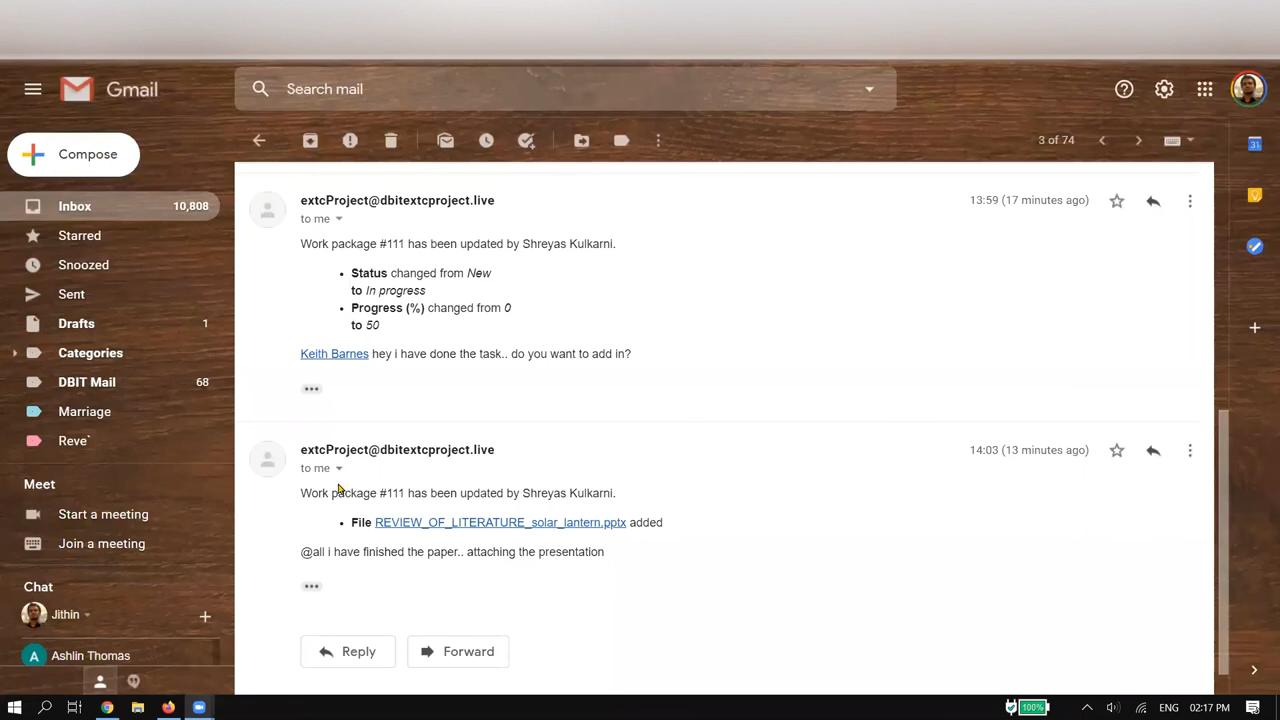 Gmail
Search mail
Compose
3 of 74
Inbox 10,808
Starred
Snoozed
Sent
Drafts 1
Categories
DBIT Mail 68
Marriage
Reve`
Meet
Start a meeting
Join a meeting
Chat
Jithin
A Ashlin Thomas
31
extcProject@dbitextcproject.live 13:59 (17 minutes ago)
to me
Work package #111 has been updated by Shreyas Kulkarni.
• Status changed from New
to In progress
• Progress (%) changed from 0
to 50
Keith Barnes hey i have done the task.. do you want to add in?
extcProject@dbitextcproject.live 14:03 (13 minutes ago)
to me
Work package #111 has been updated by Shreyas Kulkarni.
• File REVIEW_OF_LITERATURE_solar_lantern.pptx added
@all i have finished the paper.. attaching the presentation
Reply Forward
100% ENG 02:17 PM